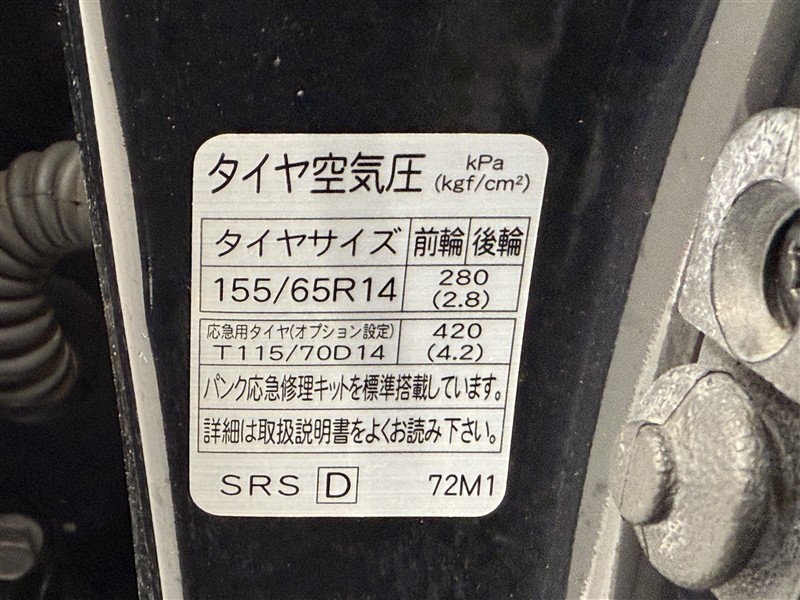 タイヤ空気圧 kPa (kgf/cm²)
タイヤサイズ 前輪 後輪
155/65R14 280 (2.8)
応急用タイヤ(オプション設定) 420
T115/70D14 (4.2)
パンク応急修理キットを標準搭載しています。
詳細は取扱説明書をよくお読み下さい。
SRS D 72M1